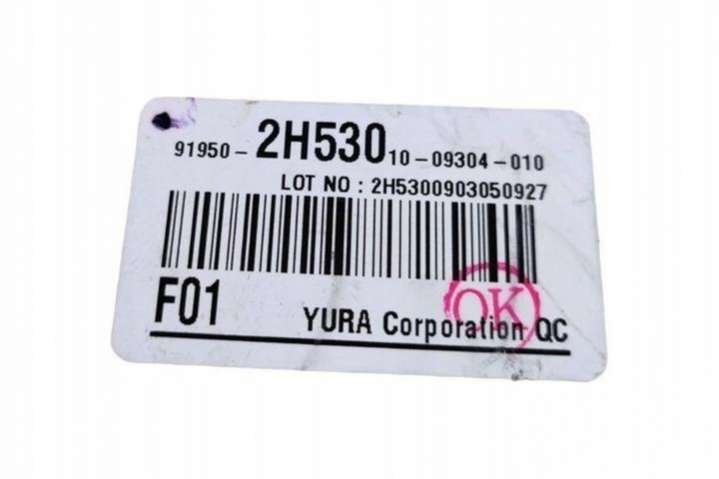 91950- 2H530 10-09304-010
LOT NO : 2H5300903050927
F01
OK
YURA Corporation QC